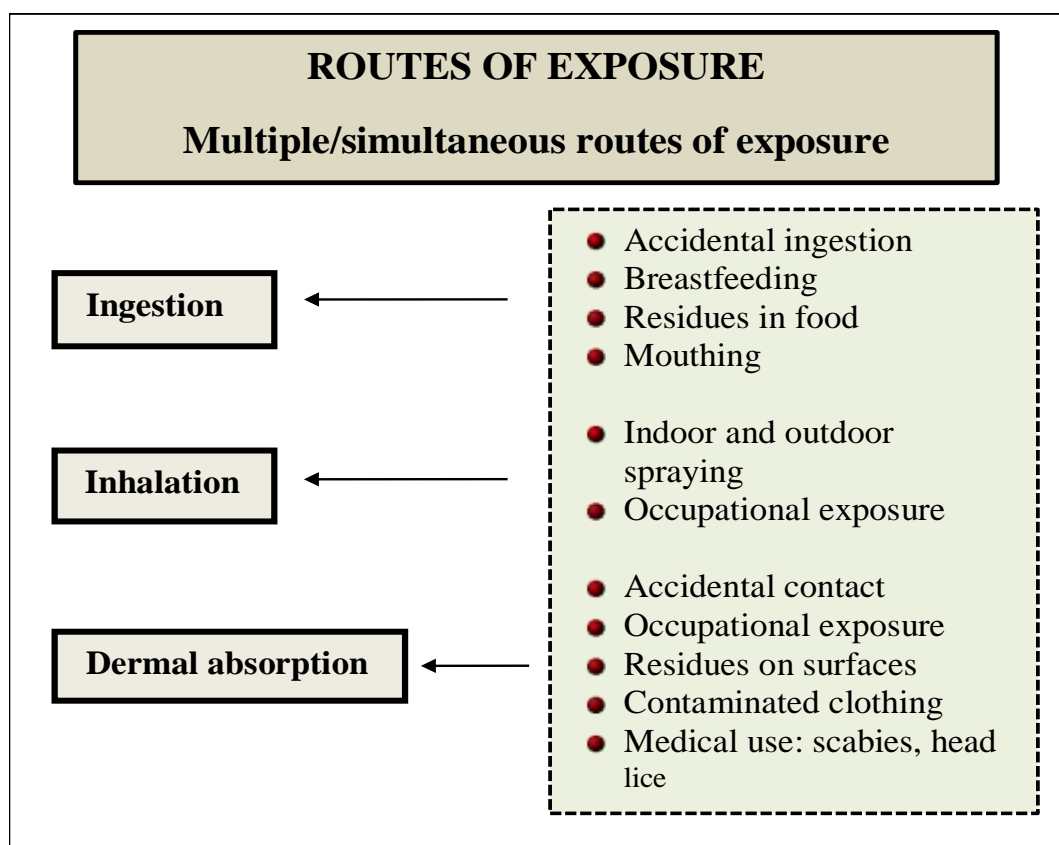 ROUTES OF EXPOSURE
Multiple/simultaneous routes of exposure
Ingestion
Accidental ingestion
Breastfeeding
Residues in food
Mouthing
Inhalation
Indoor and outdoor
spraying
Occupational exposure
Dermal absorption
Accidental contact
Occupational exposure
Residues on surfaces
Contaminated clothing
Medical use: scabies, head
lice